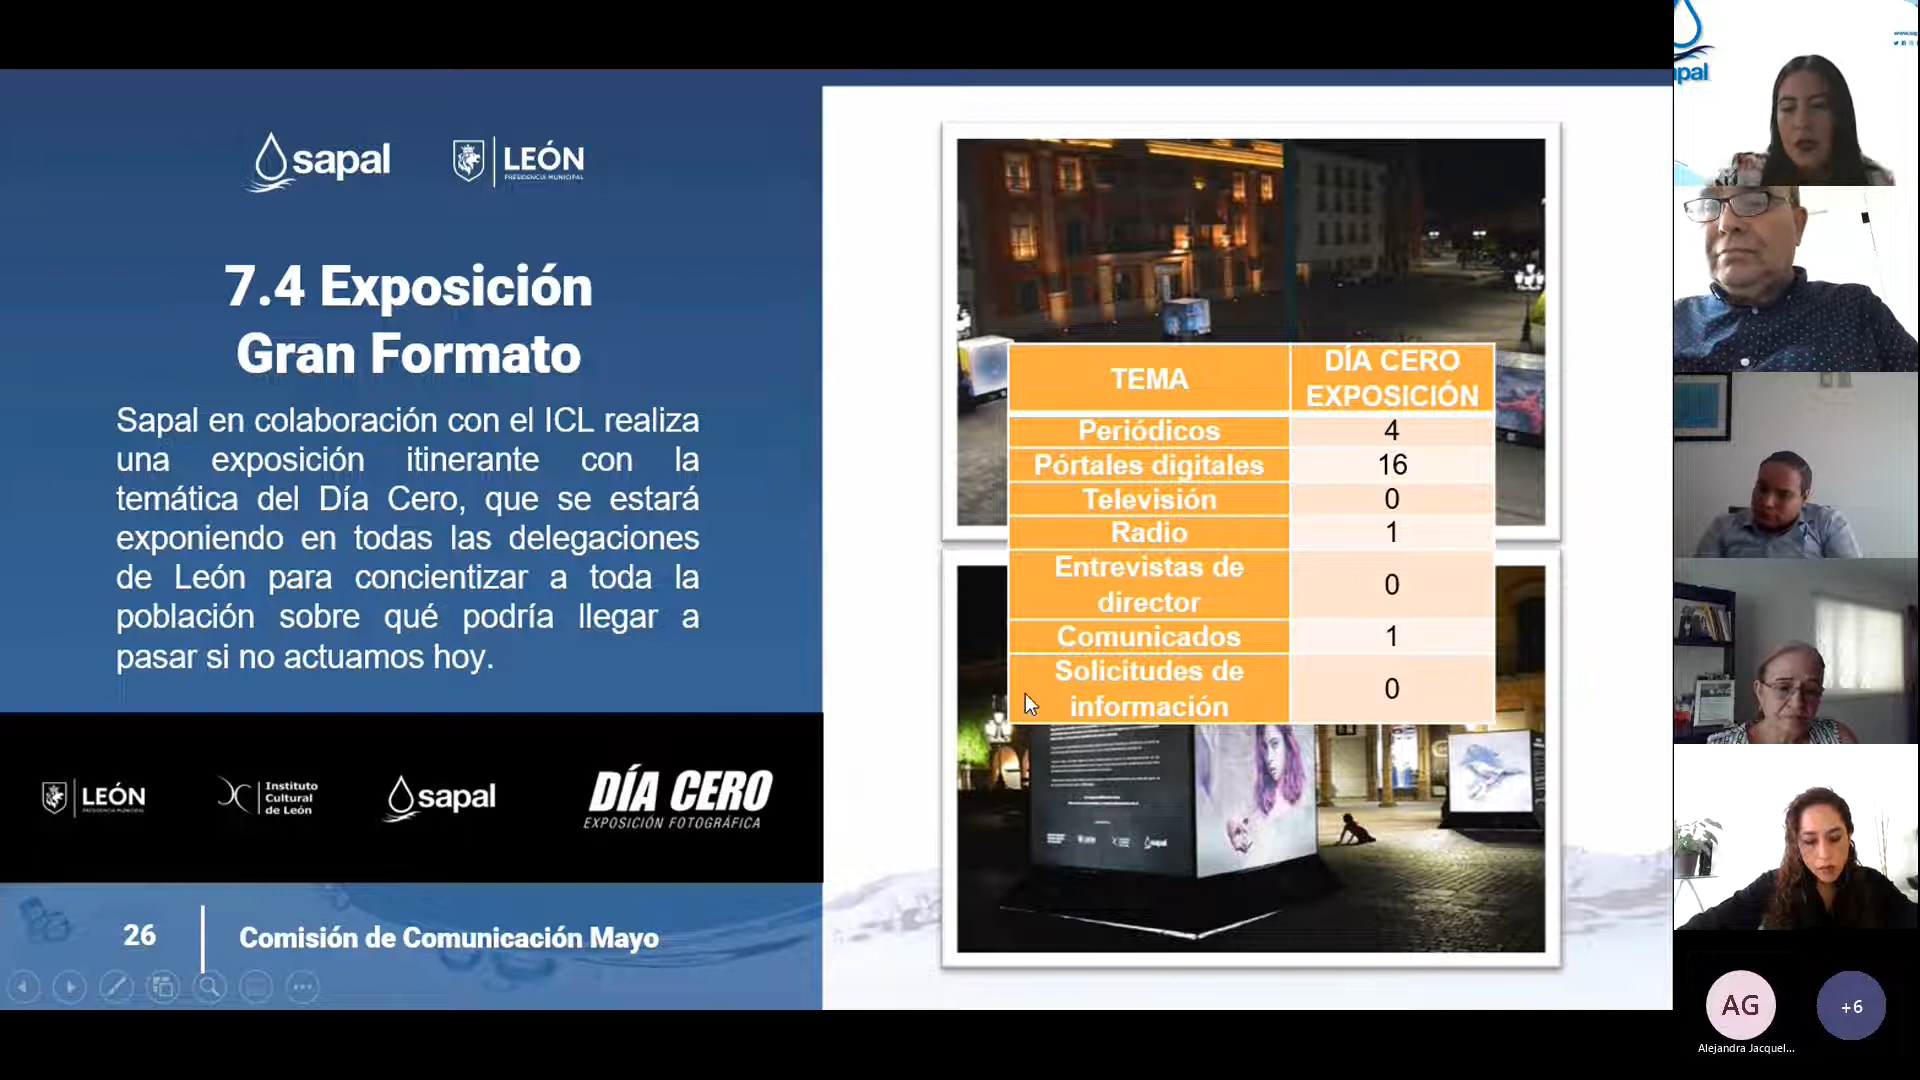 sapal
LEÓN
PRESIDENCIA MUNICIPAL
7.4 Exposición
Gran Formato
Sapal en colaboración con el ICL realiza
una exposición itinerante con la
temática del Día Cero, que se estará
exponiendo en todas las delegaciones
de León para concientizar a toda la
población sobre qué podría llegar a
pasar si no actuamos hoy.
LEÓN
PRESIDENCIA MUNICIPAL
Instituto
Cultural
de León
sapal
DÍA CERO
EXPOSICIÓN FOTOGRÁFICA
26
Comisión de Comunicación Mayo
TEMA
DÍA CERO
EXPOSICIÓN
Periódicos 4
Pórtales digitales 16
Televisión 0
Radio 1
Entrevistas de
director 0
Comunicados 1
Solicitudes de
información 0
sapal
pal
AG
+6
Alejandra Jacquel...